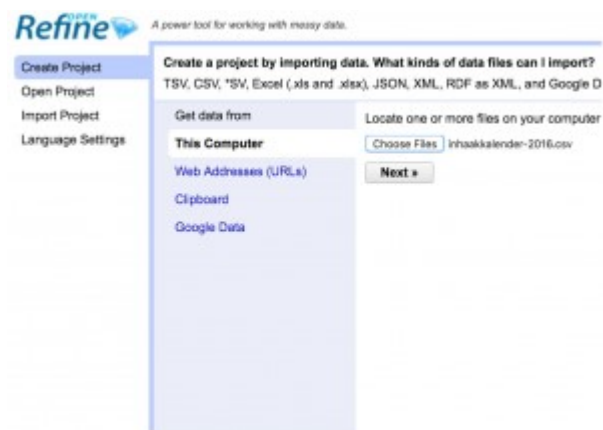 OPEN
Refine
A power tool for working with messy data.
Create Project
Open Project
Import Project
Language Settings
Create a project by importing data. What kinds of data files can I import?
TSV, CSV, *SV, Excel (.xls and .xlsx), JSON, XML, RDF as XML, and Google D
Get data from
This Computer
Web Addresses (URLs)
Clipboard
Google Data
Locate one or more files on your computer
Choose Files inhaakkalender-2016.csv
Next »